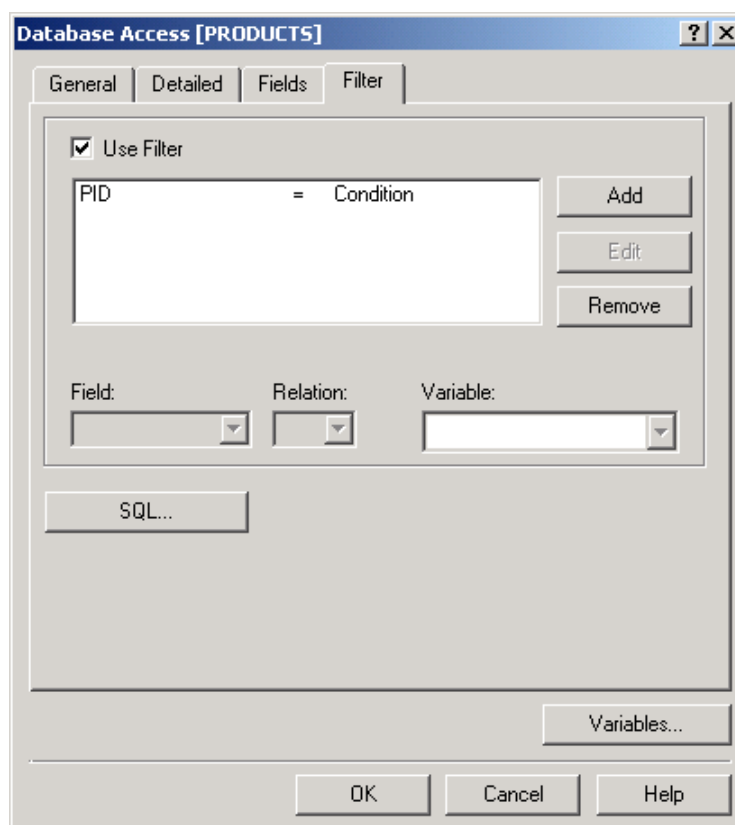 Database Access [PRODUCTS] ? X
General Detailed Fields Filter
Use Filter
PID = Condition
Add
Edit
Remove
Field: Relation: Variable:
SQL...
Variables...
OK Cancel Help